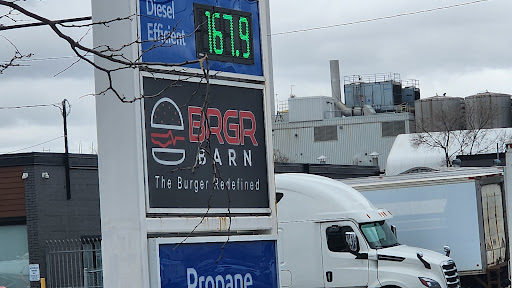 Diesel
Efficient
167.9
BRGR
BARN
The Burger Redefined
Propane